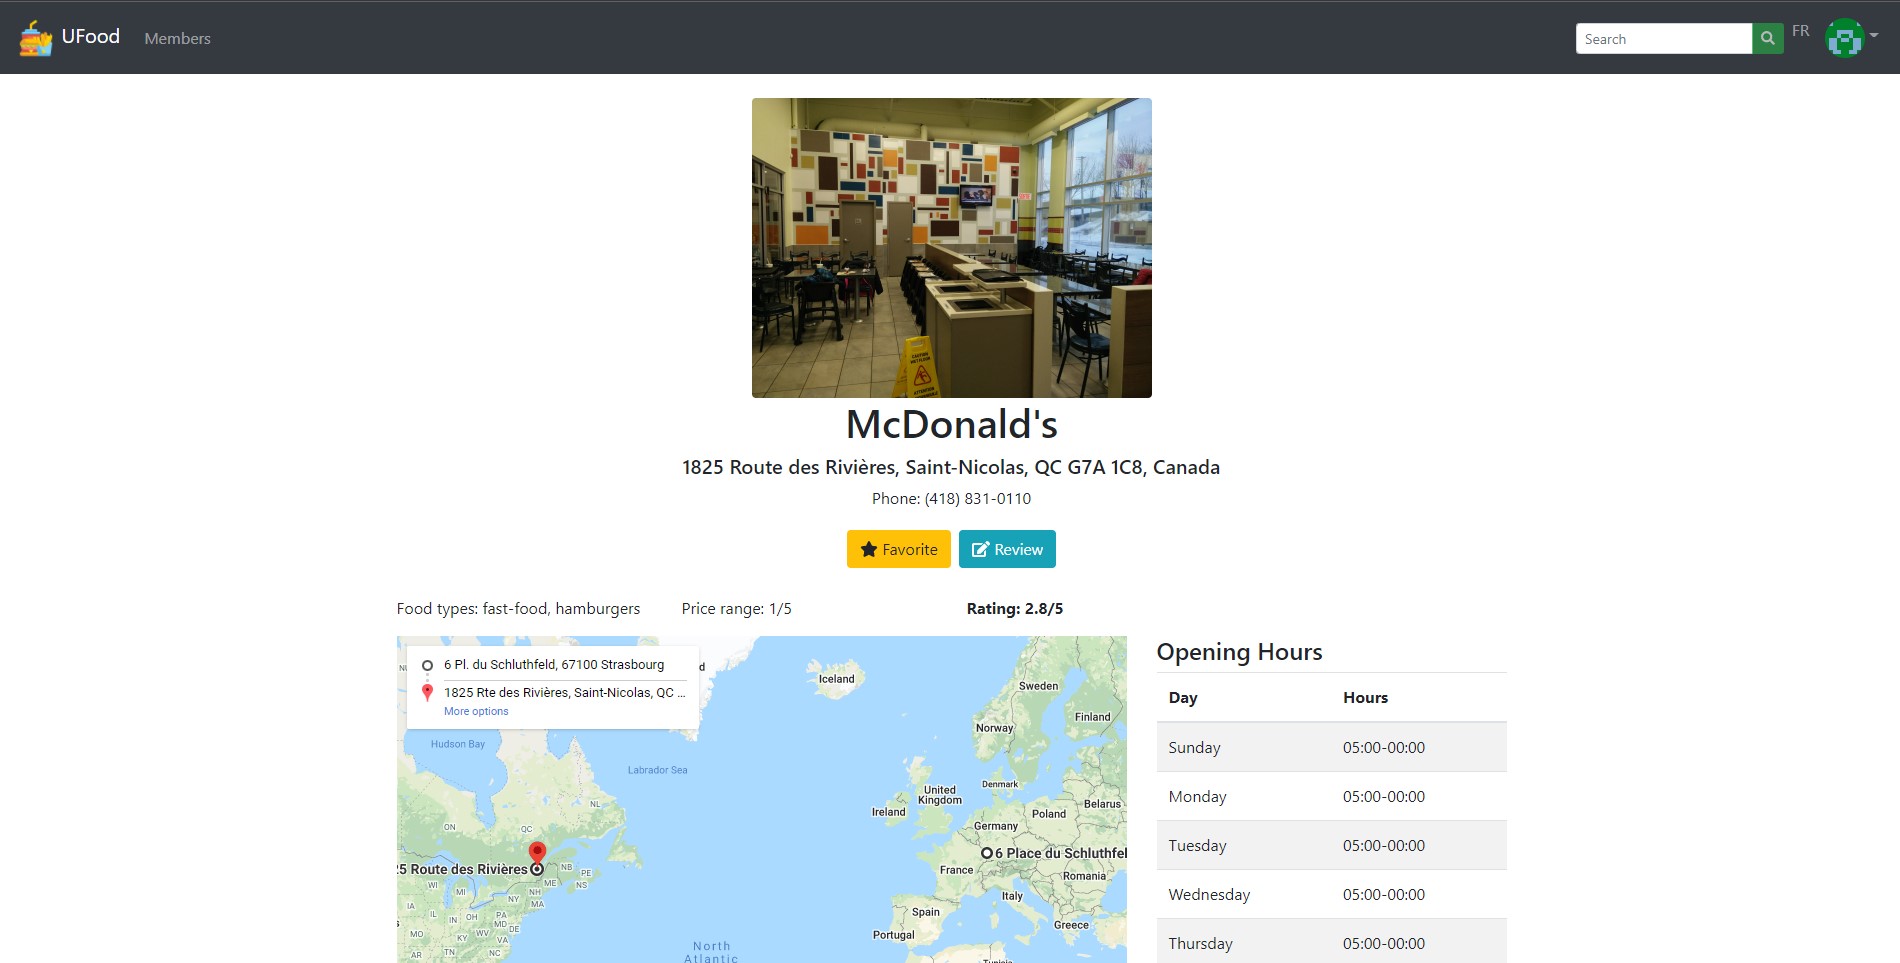 UFood
Members
Search
FR
CAUTION
WET FLOOR
ATTENTION
McDonald's
1825 Route des Rivières, Saint-Nicolas, QC G7A 1C8, Canada
Phone: (418) 831-0110
Favorite
Review
Food types: fast-food, hamburgers
Price range: 1/5
Rating: 2.8/5
6 Pl. du Schluthfeld, 67100 Strasbourg
1825 Rte des Rivières, Saint-Nicolas, QC ...
More options
NU
d
Iceland
Sweden
Finland
Norway
Hudson Bay
Labrador Sea
Denmark
United
Kingdom
Ireland
Belarus
Poland
Germany
NL
ON
QC
6 Place du Schluthfel
25 Route des Rivières
NB
PE
France
Romania
WI
MI
NH
ME
NS
NY
MA
Italy
IA
IL
IN
OH
PA
MD
DE
Spain
Greece
MO
KY
WV
VA
Portugal
AR
TN
NC
North
Atlantic
Tunisia
Opening Hours
Day Hours
Sunday 05:00-00:00
Monday 05:00-00:00
Tuesday 05:00-00:00
Wednesday 05:00-00:00
Thursday 05:00-00:00